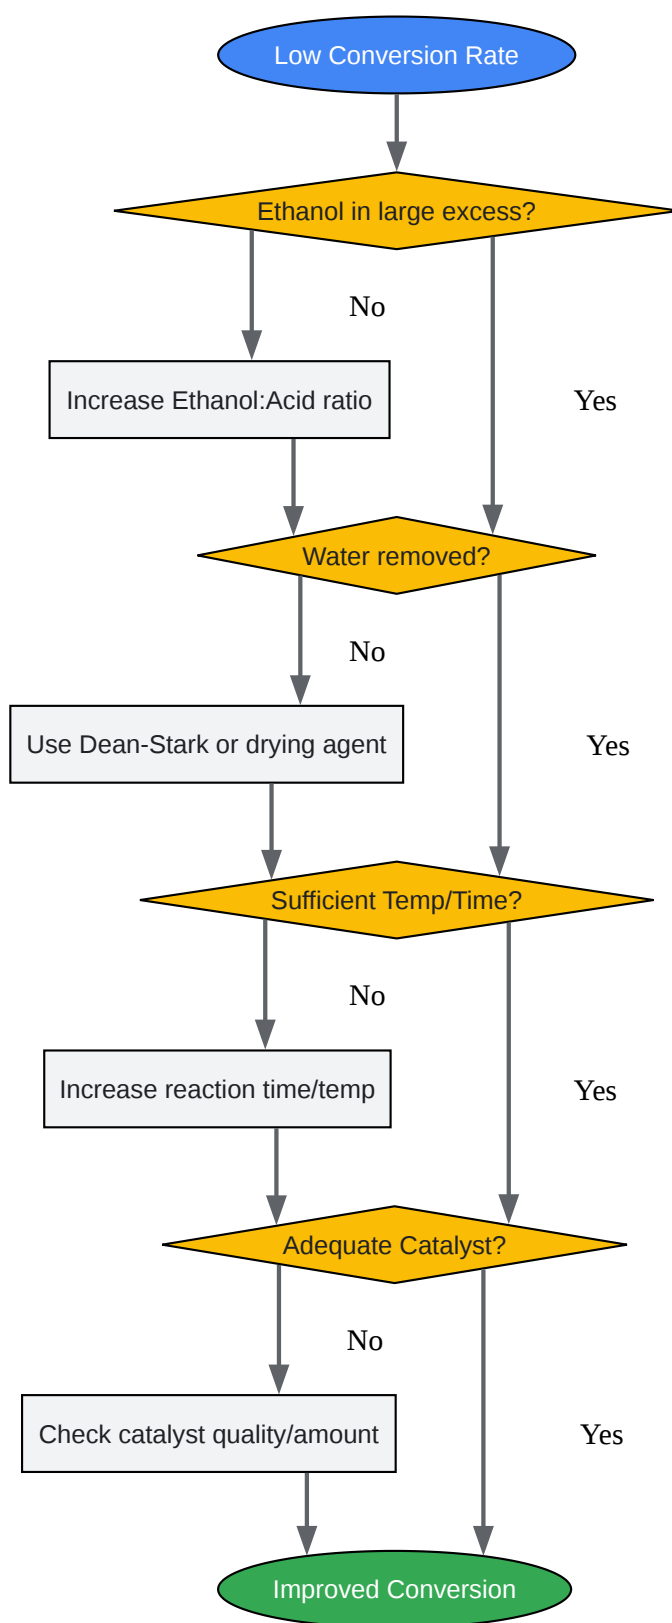 Low Conversion Rate
Ethanol in large excess?
No
Increase Ethanol:Acid ratio
Yes
Water removed?
No
Use Dean-Stark or drying agent
Yes
Sufficient Temp/Time?
No
Increase reaction time/temp
Yes
Adequate Catalyst?
No
Check catalyst quality/amount
Yes
Improved Conversion